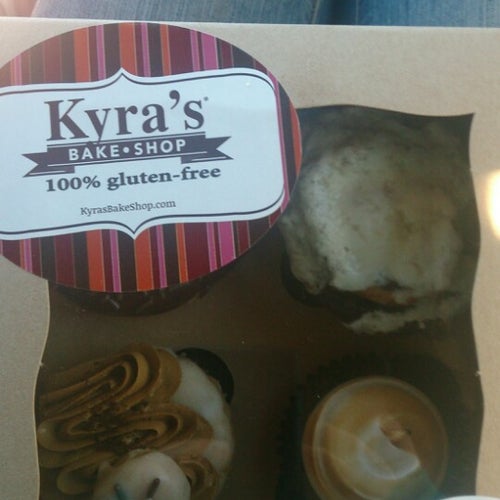 Kyra's
BAKE•SHOP
100% gluten-free
KyrasBakeShop.com